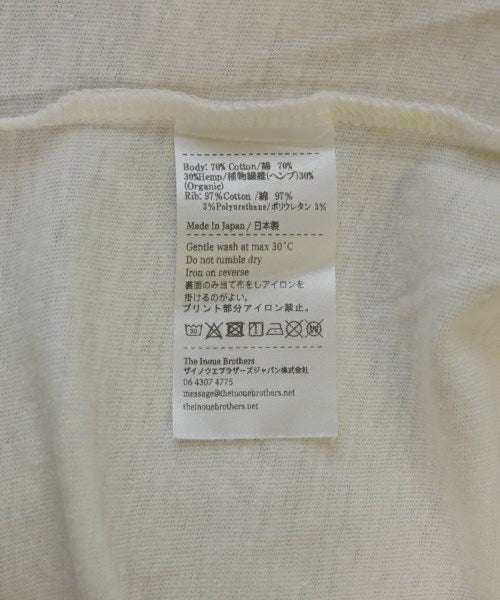 Body: 70% Cotton/綿 70%
30%Hemp/植物繊維(ヘンプ)30%
(Organic)
Rib: 97%Cotton /綿 97%
3%Polyurethane/ポリウレタン 3%
Made in Japan / 日本製
Gentle wash at max 30°C
Do not tumble dry
Iron on reverse
裏面のみ当て布をしアイロンを
掛けるのがよい。
プリント部分アイロン禁止。
30
The Inoue Brothers
ザイノウエブラザーズジャパン株式会社
06 4307 4775
message@theinouebrothers.net
theinouebrothers.net